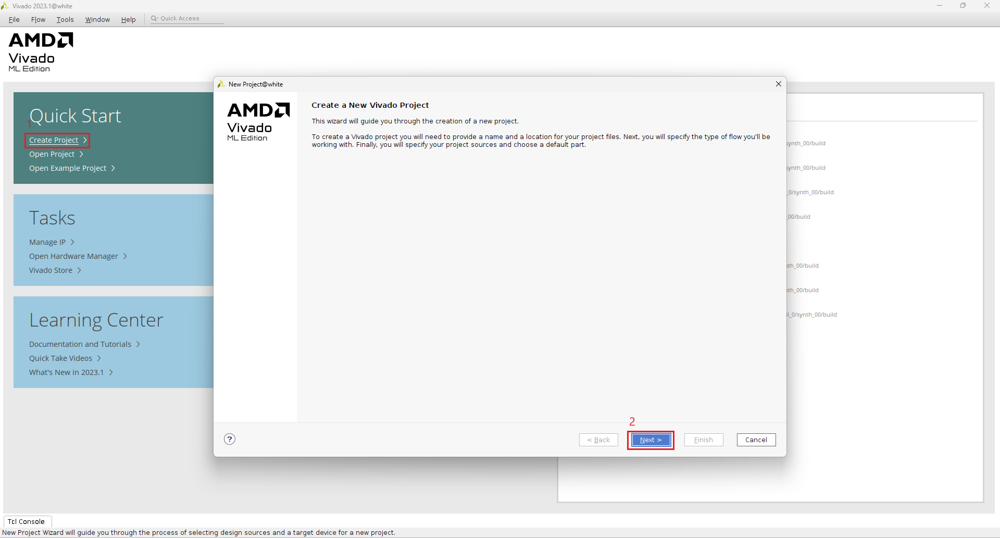 Vivado 2023.1@white
File Flow Tools Window Help Quick Access
AMD
Vivado
ML Edition
Quick Start
1
Create Project
Open Project
Open Example Project
Tasks
Manage IP
Open Hardware Manager
Vivado Store
Learning Center
Documentation and Tutorials
Quick Take Videos
What's New in 2023.1
New Project@white
AMD
Vivado
ML Edition
Create a New Vivado Project
This wizard will guide you through the creation of a new project.
To create a Vivado project you will need to provide a name and a location for your project files. Next, you will specify the type of flow you'll be
working with. Finally, you will specify your project sources and choose a default part.
2
? < Back Next > Finish Cancel
synth_00/build
synth_00/build
_0/synth_00/build
_00/build
th_00/build
th_00/build
l_0/synth_00/build
Tcl Console
New Project Wizard will guide you through the process of selecting design sources and a target device for a new project.